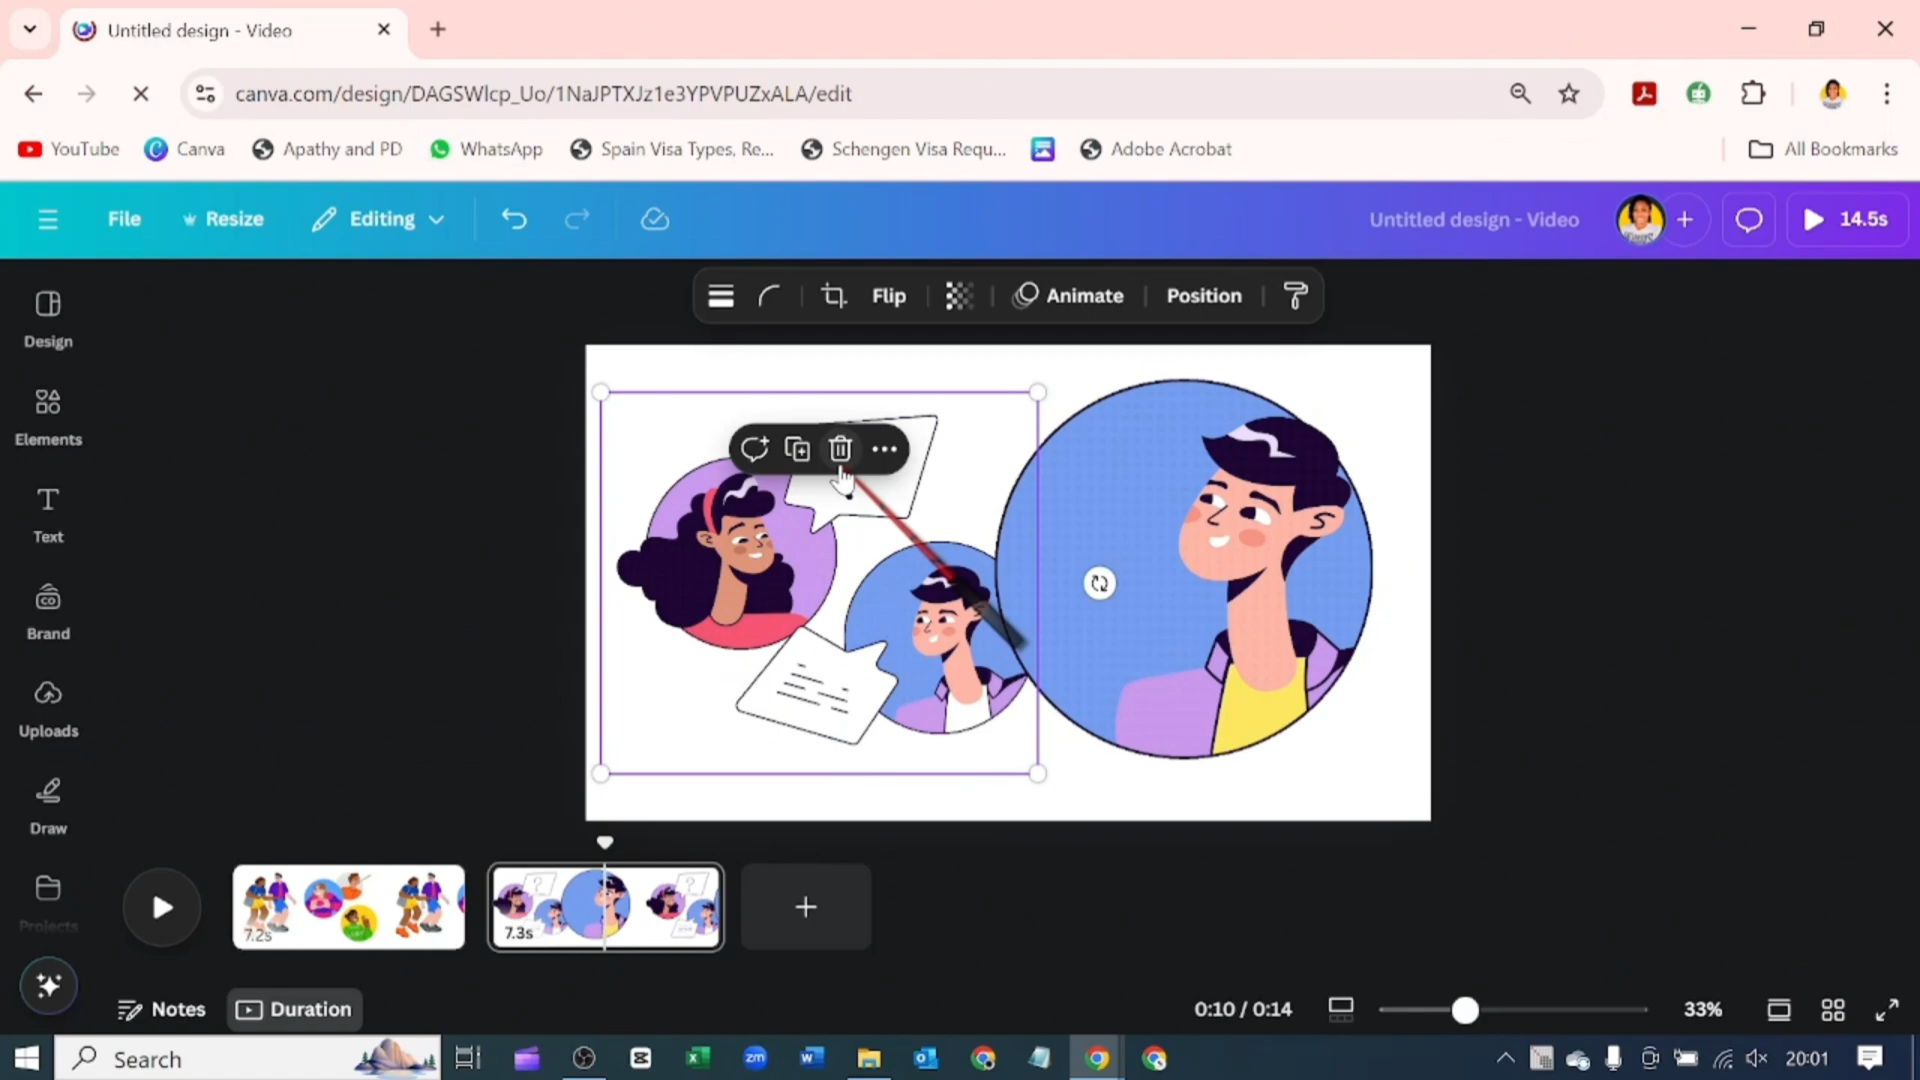 Untitled design - Video
canva.com/design/DAGSWlcp_Uo/1NaJPTXJz1e3YPVPUZxALA/edit
YouTube Canva Apathy and PD WhatsApp Spain Visa Types, Re... Schengen Visa Requ... Adobe Acrobat All Bookmarks
File Resize Editing Untitled design - Video 14.5s
Flip Animate Position
Design
Elements
Text
Brand
Uploads
Draw
Projects
7.2s 7.3s
Notes Duration 0:10 / 0:14 33%
Search 20:01